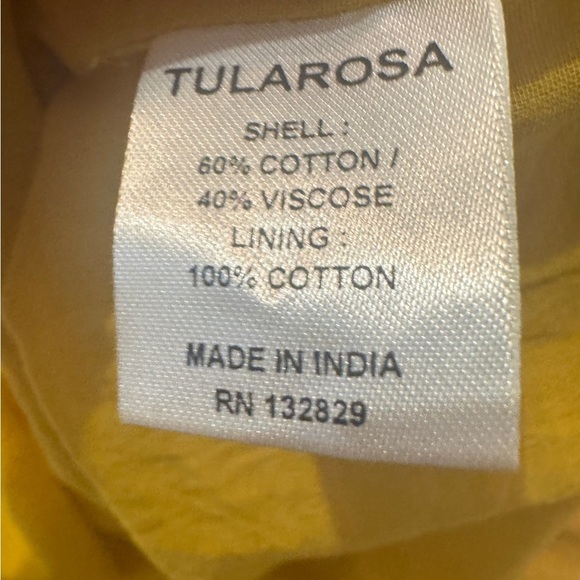 TULAROSA
SHELL :
60% COTTON /
40% VISCOSE
LINING :
100% COTTON
MADE IN INDIA
RN 132829